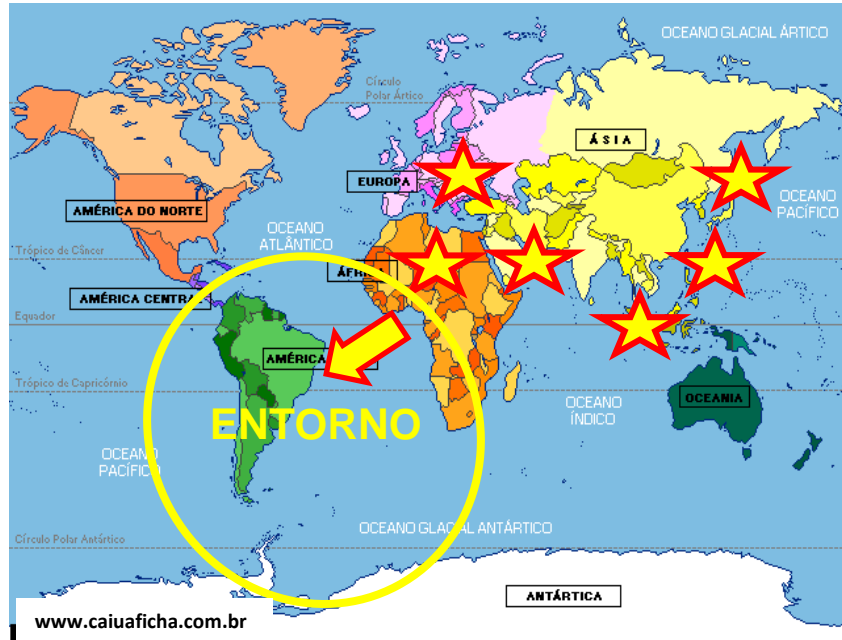 OCEANO GLACIAL ÁRTICO
Círculo
Polar Ártico
ÁSIA
EUROPA
OCEANO
PACÍFICO
AMÉRICA DO NORTE
OCEANO
ATLÂNTICO
Trópico de Câncer
ÁFRICA
AMÉRICA CENTRAL
Equador
AMÉRICA
Trópico de Capricórnio
OCEANIA
OCEANO
ÍNDICO
ENTORNO
OCEANO
PACÍFICO
OCEANO GLACIAL ANTÁRTICO
Círculo Polar Antártico
ANTÁRTICA
www.caiuaficha.com.br